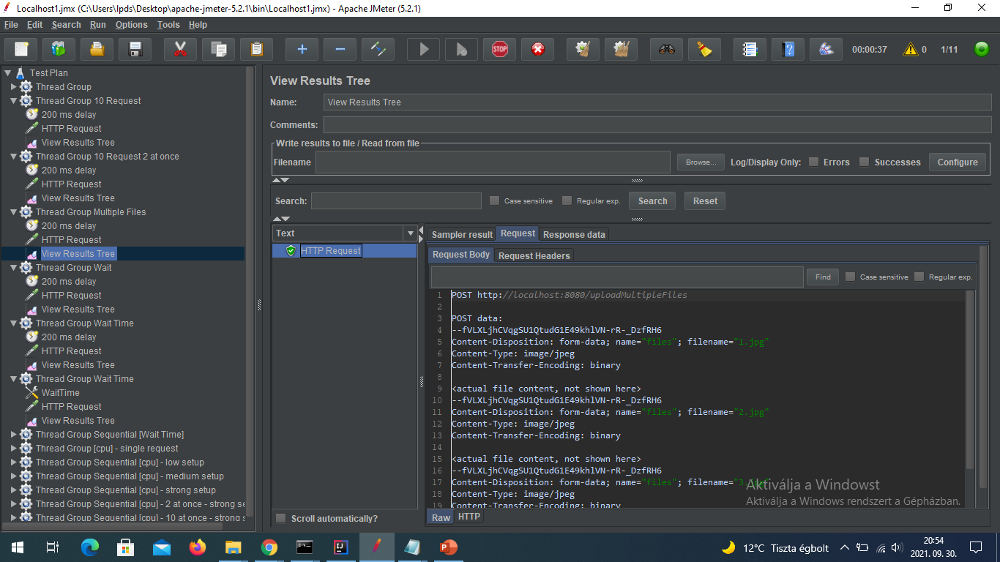 Localhost1.jmx (C:\Users\lpds\Desktop\apache-jmeter-5.2.1\bin\Localhost1.jmx) - Apache JMeter (5.2.1)
File Edit Search Run Options Tools Help
STOP 00:00:37 0 1/11
Test Plan
Thread Group
Thread Group 10 Request
200 ms delay
HTTP Request
View Results Tree
Thread Group 10 Request 2 at once
200 ms delay
HTTP Request
View Results Tree
Thread Group Multiple Files
200 ms delay
HTTP Request
View Results Tree
Thread Group Wait
200 ms delay
HTTP Request
View Results Tree
Thread Group Wait Time
200 ms delay
HTTP Request
View Results Tree
Thread Group Wait Time
WaitTime
HTTP Request
View Results Tree
Thread Group Sequential [Wait Time]
Thread Group [cpu] - single request
Thread Group Sequential [cpu] - low setup
Thread Group Sequential [cpu] - medium setup
Thread Group Sequential [cpu] - strong setup
Thread Group Sequential [cpu] - 2 at once - strong se
Thread Group Sequential [cpu] - 10 at once - strong s
View Results Tree
Name: View Results Tree
Comments:
Write results to file / Read from file
Filename Browse... Log/Display Only: Errors Successes Configure
Search: Case sensitive Regular exp. Search Reset
Text
HTTP Request
Scroll automatically?
Sampler result Request Response data
Request Body Request Headers
Find Case sensitive Regular exp.
1 POST http://localhost:8080/uploadMultipleFiles
2
3 POST data:
4 --fVLXLjhCVqgSU1QtudG1E49khlVN-rR-_DzfRH6
5 Content-Disposition: form-data; name="files"; filename="1.jpg"
6 Content-Type: image/jpeg
7 Content-Transfer-Encoding: binary
8
9 <actual file content, not shown here>
10 --fVLXLjhCVqgSU1QtudG1E49khlVN-rR-_DzfRH6
11 Content-Disposition: form-data; name="files"; filename="2.jpg"
12 Content-Type: image/jpeg
13 Content-Transfer-Encoding: binary
14
15 <actual file content, not shown here>
16 --fVLXLjhCVqgSU1QtudG1E49khlVN-rR-_DzfRH6
17 Content-Disposition: form-data; name="files"; filename="3.jpg"
18 Content-Type: image/jpeg
19 Content-Transfer-Encoding: binary
Aktiválja a Windowst
Aktiválja a Windows rendszert a Gépházban.
Raw HTTP
12°C Tiszta égbolt
20:54
2021. 09. 30.